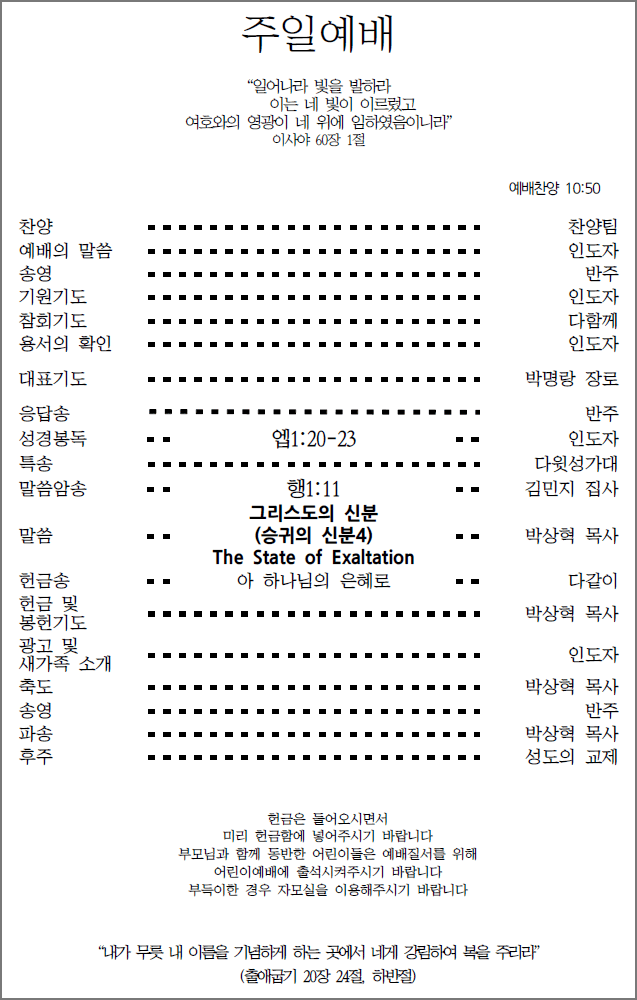 주일예배
“일어나라 빛을 발하라
이는 네 빛이 이르렀고
여호와의 영광이 네 위에 임하였음이니라”
이사야 60장 1절
예배찬양 10:50
찬양 찬양팀
예배의 말씀 인도자
송영 반주
기원기도 인도자
참회기도 다함께
용서의 확인 인도자
대표기도 박명랑 장로
응답송 반주
성경봉독 엡1:20-23 인도자
특송 다윗성가대
말씀암송 행1:11 김민지 집사
그리스도의 신분
말씀 (승귀의 신분4) 박상혁 목사
The State of Exaltation
헌금송 아 하나님의 은혜로 다같이
헌금 및
봉헌기도 박상혁 목사
광고 및
새가족 소개 인도자
축도 박상혁 목사
송영 반주
파송 박상혁 목사
후주 성도의 교제
헌금은 들어오시면서
미리 헌금함에 넣어주시기 바랍니다
부모님과 함께 동반한 어린이들은 예배질서를 위해
어린이예배에 출석시켜주시기 바랍니다
부득이한 경우 자모실을 이용해주시기 바랍니다
“내가 무릇 내 이름을 기념하게 하는 곳에서 네게 강림하여 복을 주리라”
(출애굽기 20장 24절, 하반절)